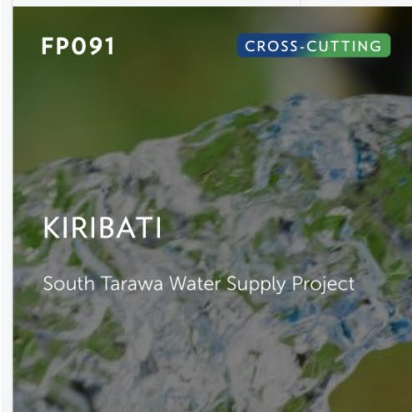 FP091
CROSS-CUTTING
KIRIBATI
South Tarawa Water Supply Project